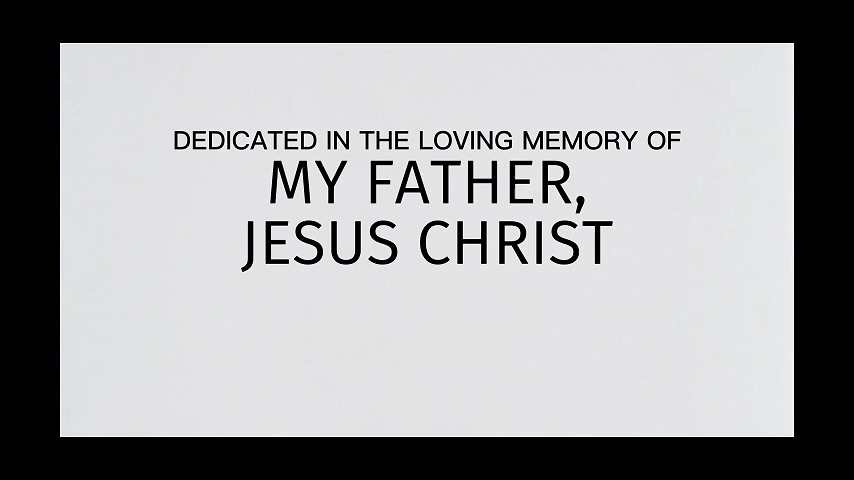 DEDICATED IN THE LOVING MEMORY OF
MY FATHER,
JESUS CHRIST